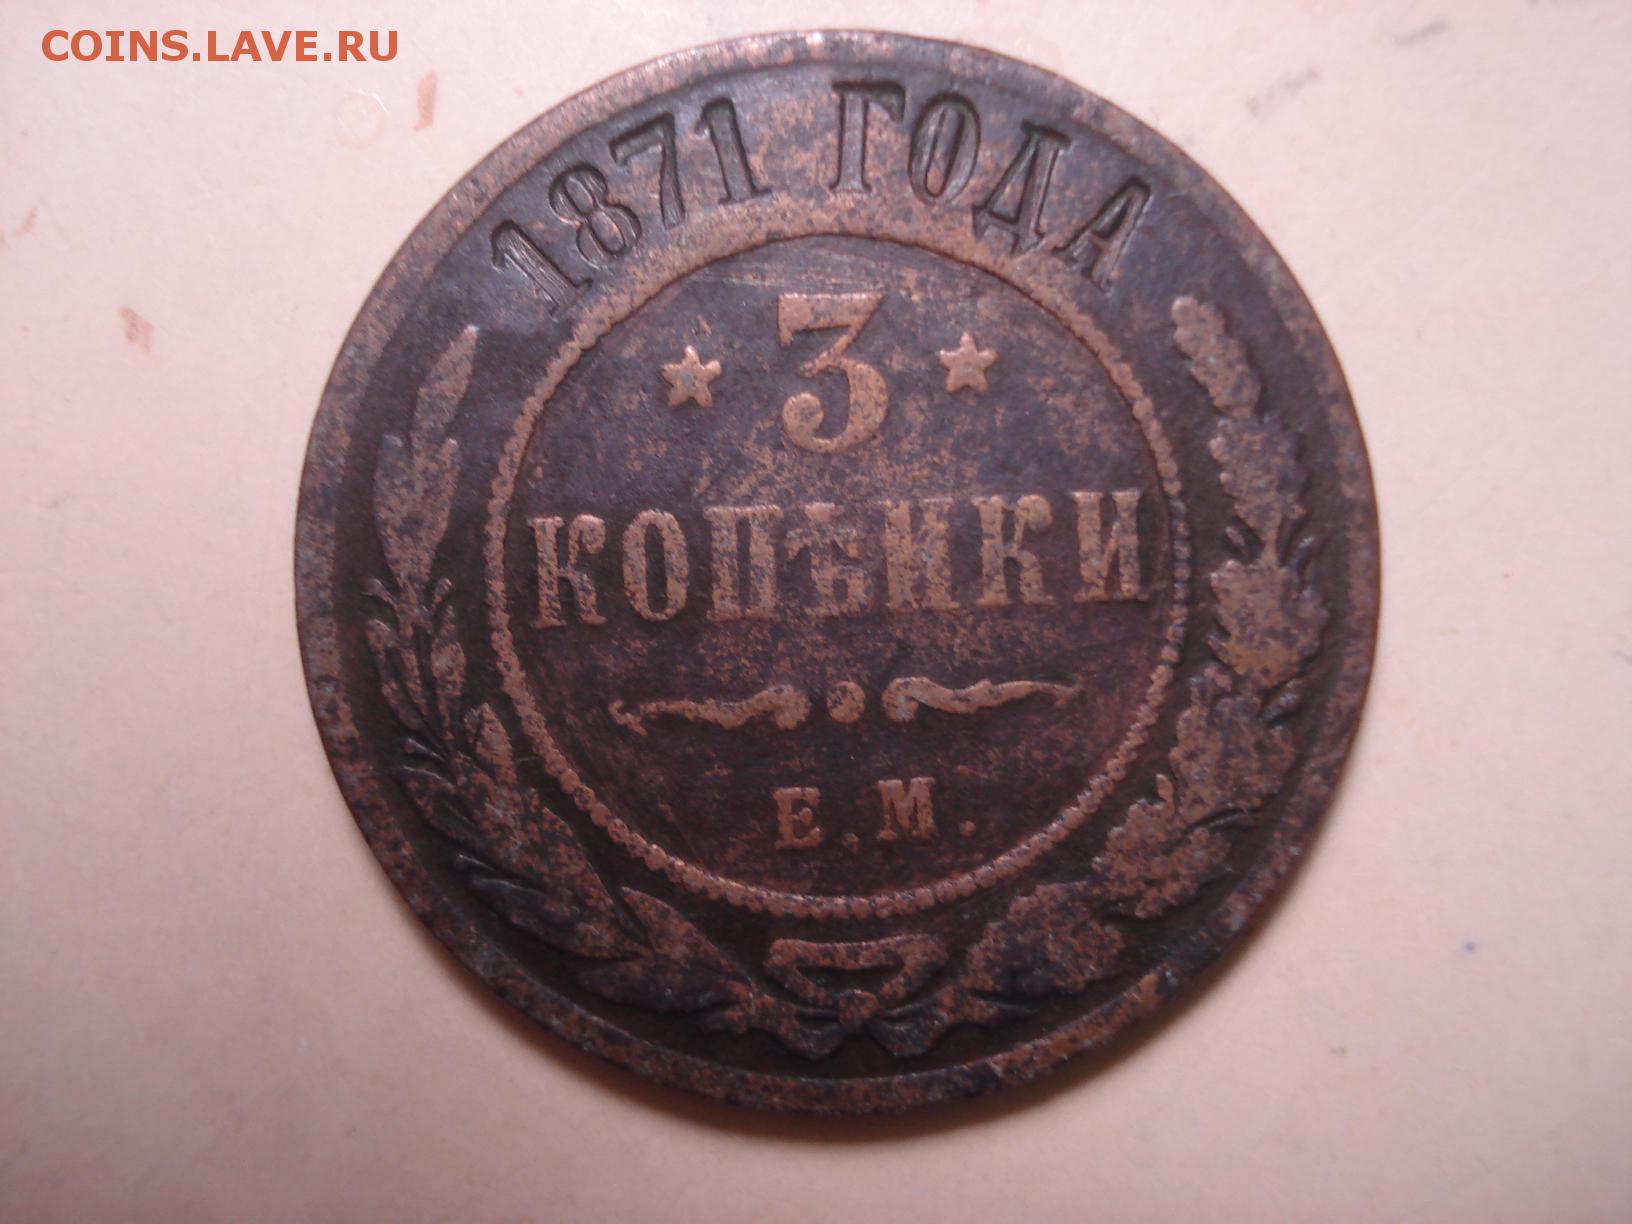 COINS.LAVE.RU
1871 ГОДА
3
КОПѢЙКИ
Е.М.